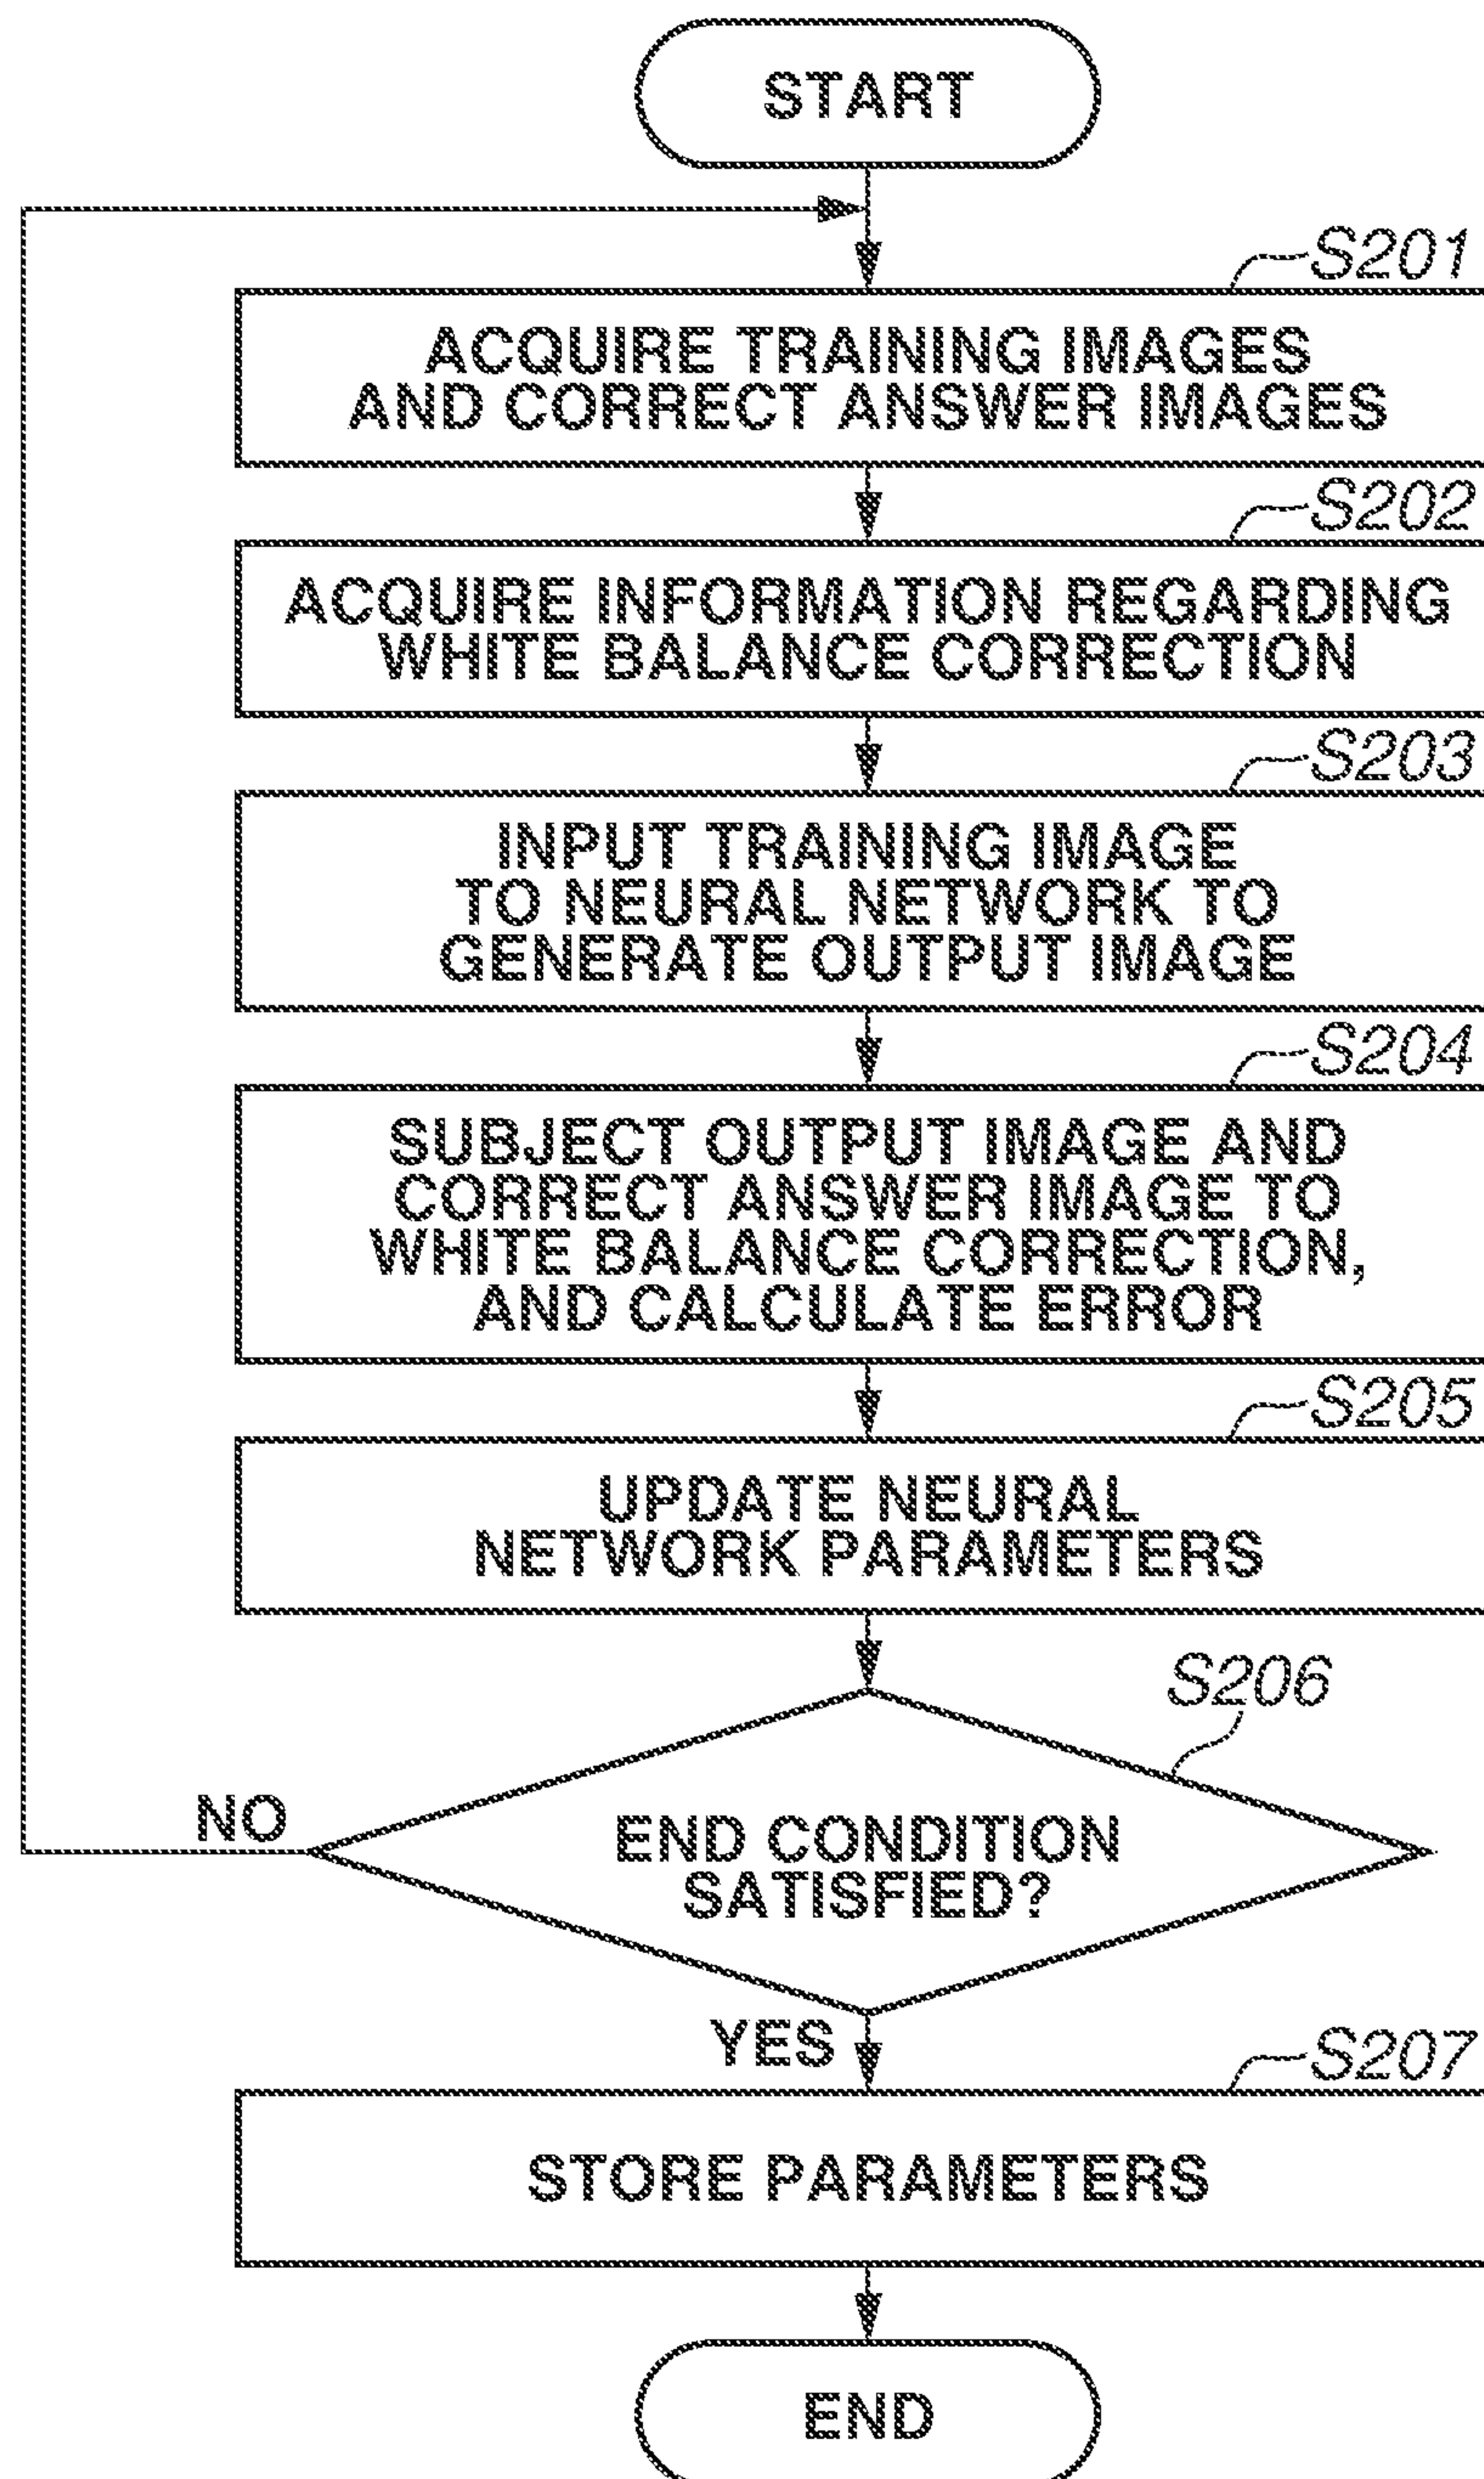 START
S201
ACQUIRE TRAINING IMAGES
AND CORRECT ANSWER IMAGES
S202
ACQUIRE INFORMATION REGARDING
WHITE BALANCE CORRECTION
S203
INPUT TRAINING IMAGE
TO NEURAL NETWORK TO
GENERATE OUTPUT IMAGE
S204
SUBJECT OUTPUT IMAGE AND
CORRECT ANSWER IMAGE TO
WHITE BALANCE CORRECTION,
AND CALCULATE ERROR
S205
UPDATE NEURAL
NETWORK PARAMETERS
S206
NO
END CONDITION
SATISFIED?
YES
S207
STORE PARAMETERS
END